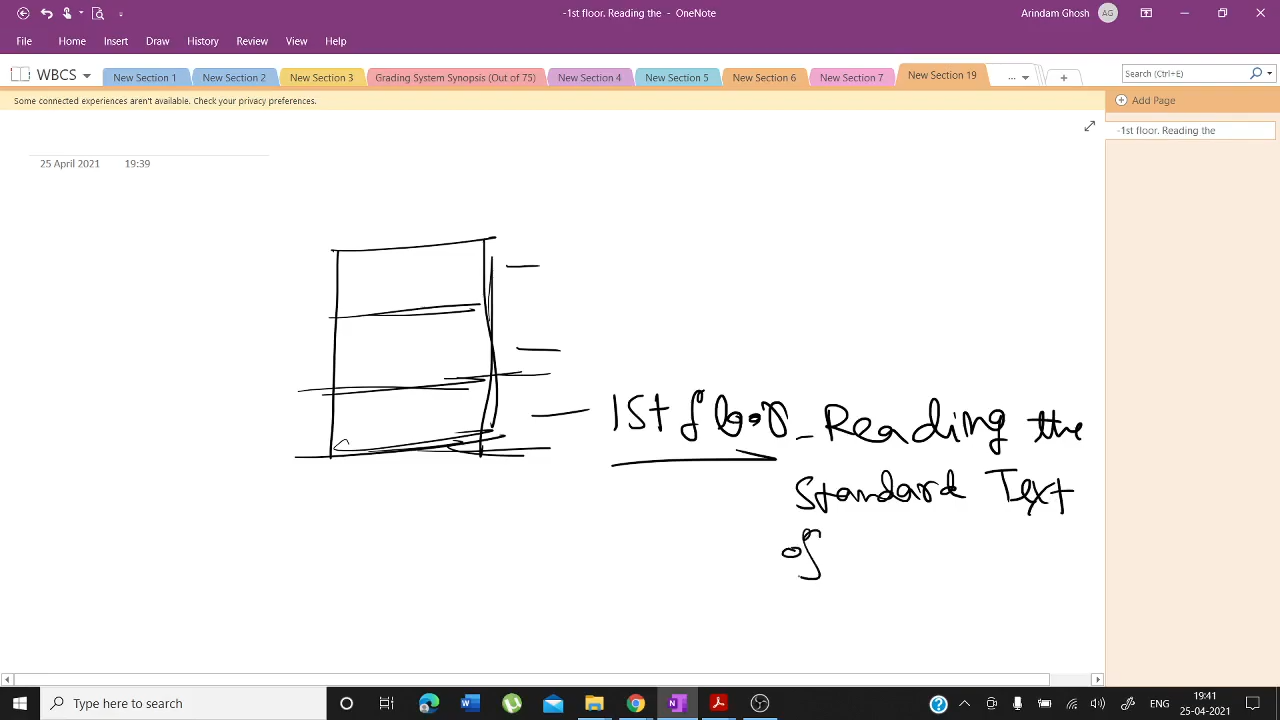 -1st floor. Reading the - OneNote
Arindam Ghosh AG
File Home Insert Draw History Review View Help
WBCS New Section 1 New Section 2 New Section 3 Grading System Synopsis (Out of 75) New Section 4 New Section 5 New Section 6 New Section 7 New Section 19 ... Search (Ctrl+E)
Some connected experiences aren't available. Check your privacy preferences.
Add Page
-1st floor. Reading the
25 April 2021 19:39
1st floor - Reading the
Standard Text
of
Type here to search
ENG 19:41
25-04-2021